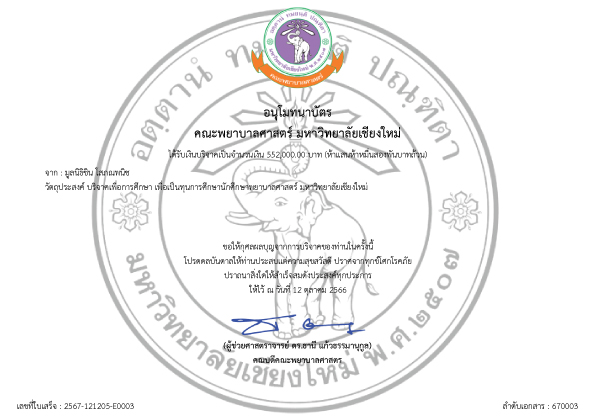 อตฺตานํ ทมยนฺติ ปณฺฑิตา
คณะพยาบาลศาสตร์
อนุโมทนาบัตร
คณะพยาบาลศาสตร์ มหาวิทยาลัยเชียงใหม่
ได้รับเงินบริจาคเป็นจำนวนเงิน 552,000.00 บาท (ห้าแสนห้าหมื่นสองพันบาทถ้วน)
จาก : มูลนิธิชิน โสภณพนิช
วัตถุประสงค์ บริจาคเพื่อการศึกษา เพื่อเป็นทุนการศึกษานักศึกษาพยาบาลศาสตร์ มหาวิทยาลัยเชียงใหม่
ขอให้กุศลผลบุญจากการบริจาคของท่านในครั้งนี้
โปรดดลบันดาลให้ท่านประสบแต่ความสุขสวัสดี ปราศจากทุกข์โศกโรคภัย
ปราถนาสิ่งใดให้สำเร็จสมดังประสงค์ทุกประการ
ให้ไว้ ณ วันที่ 12 ตุลาคม 2566
(ผู้ช่วยศาสตราจารย์ ดร.ธานี แก้วธรรมานุกูล)
คณบดีคณะพยาบาลศาสตร์
มหาวิทยาลัยเชียงใหม่ พ.ศ.๒๕๐๗
เลขที่ใบเสร็จ : 2567-121205-E0003
ลำดับเอกสาร : 670003